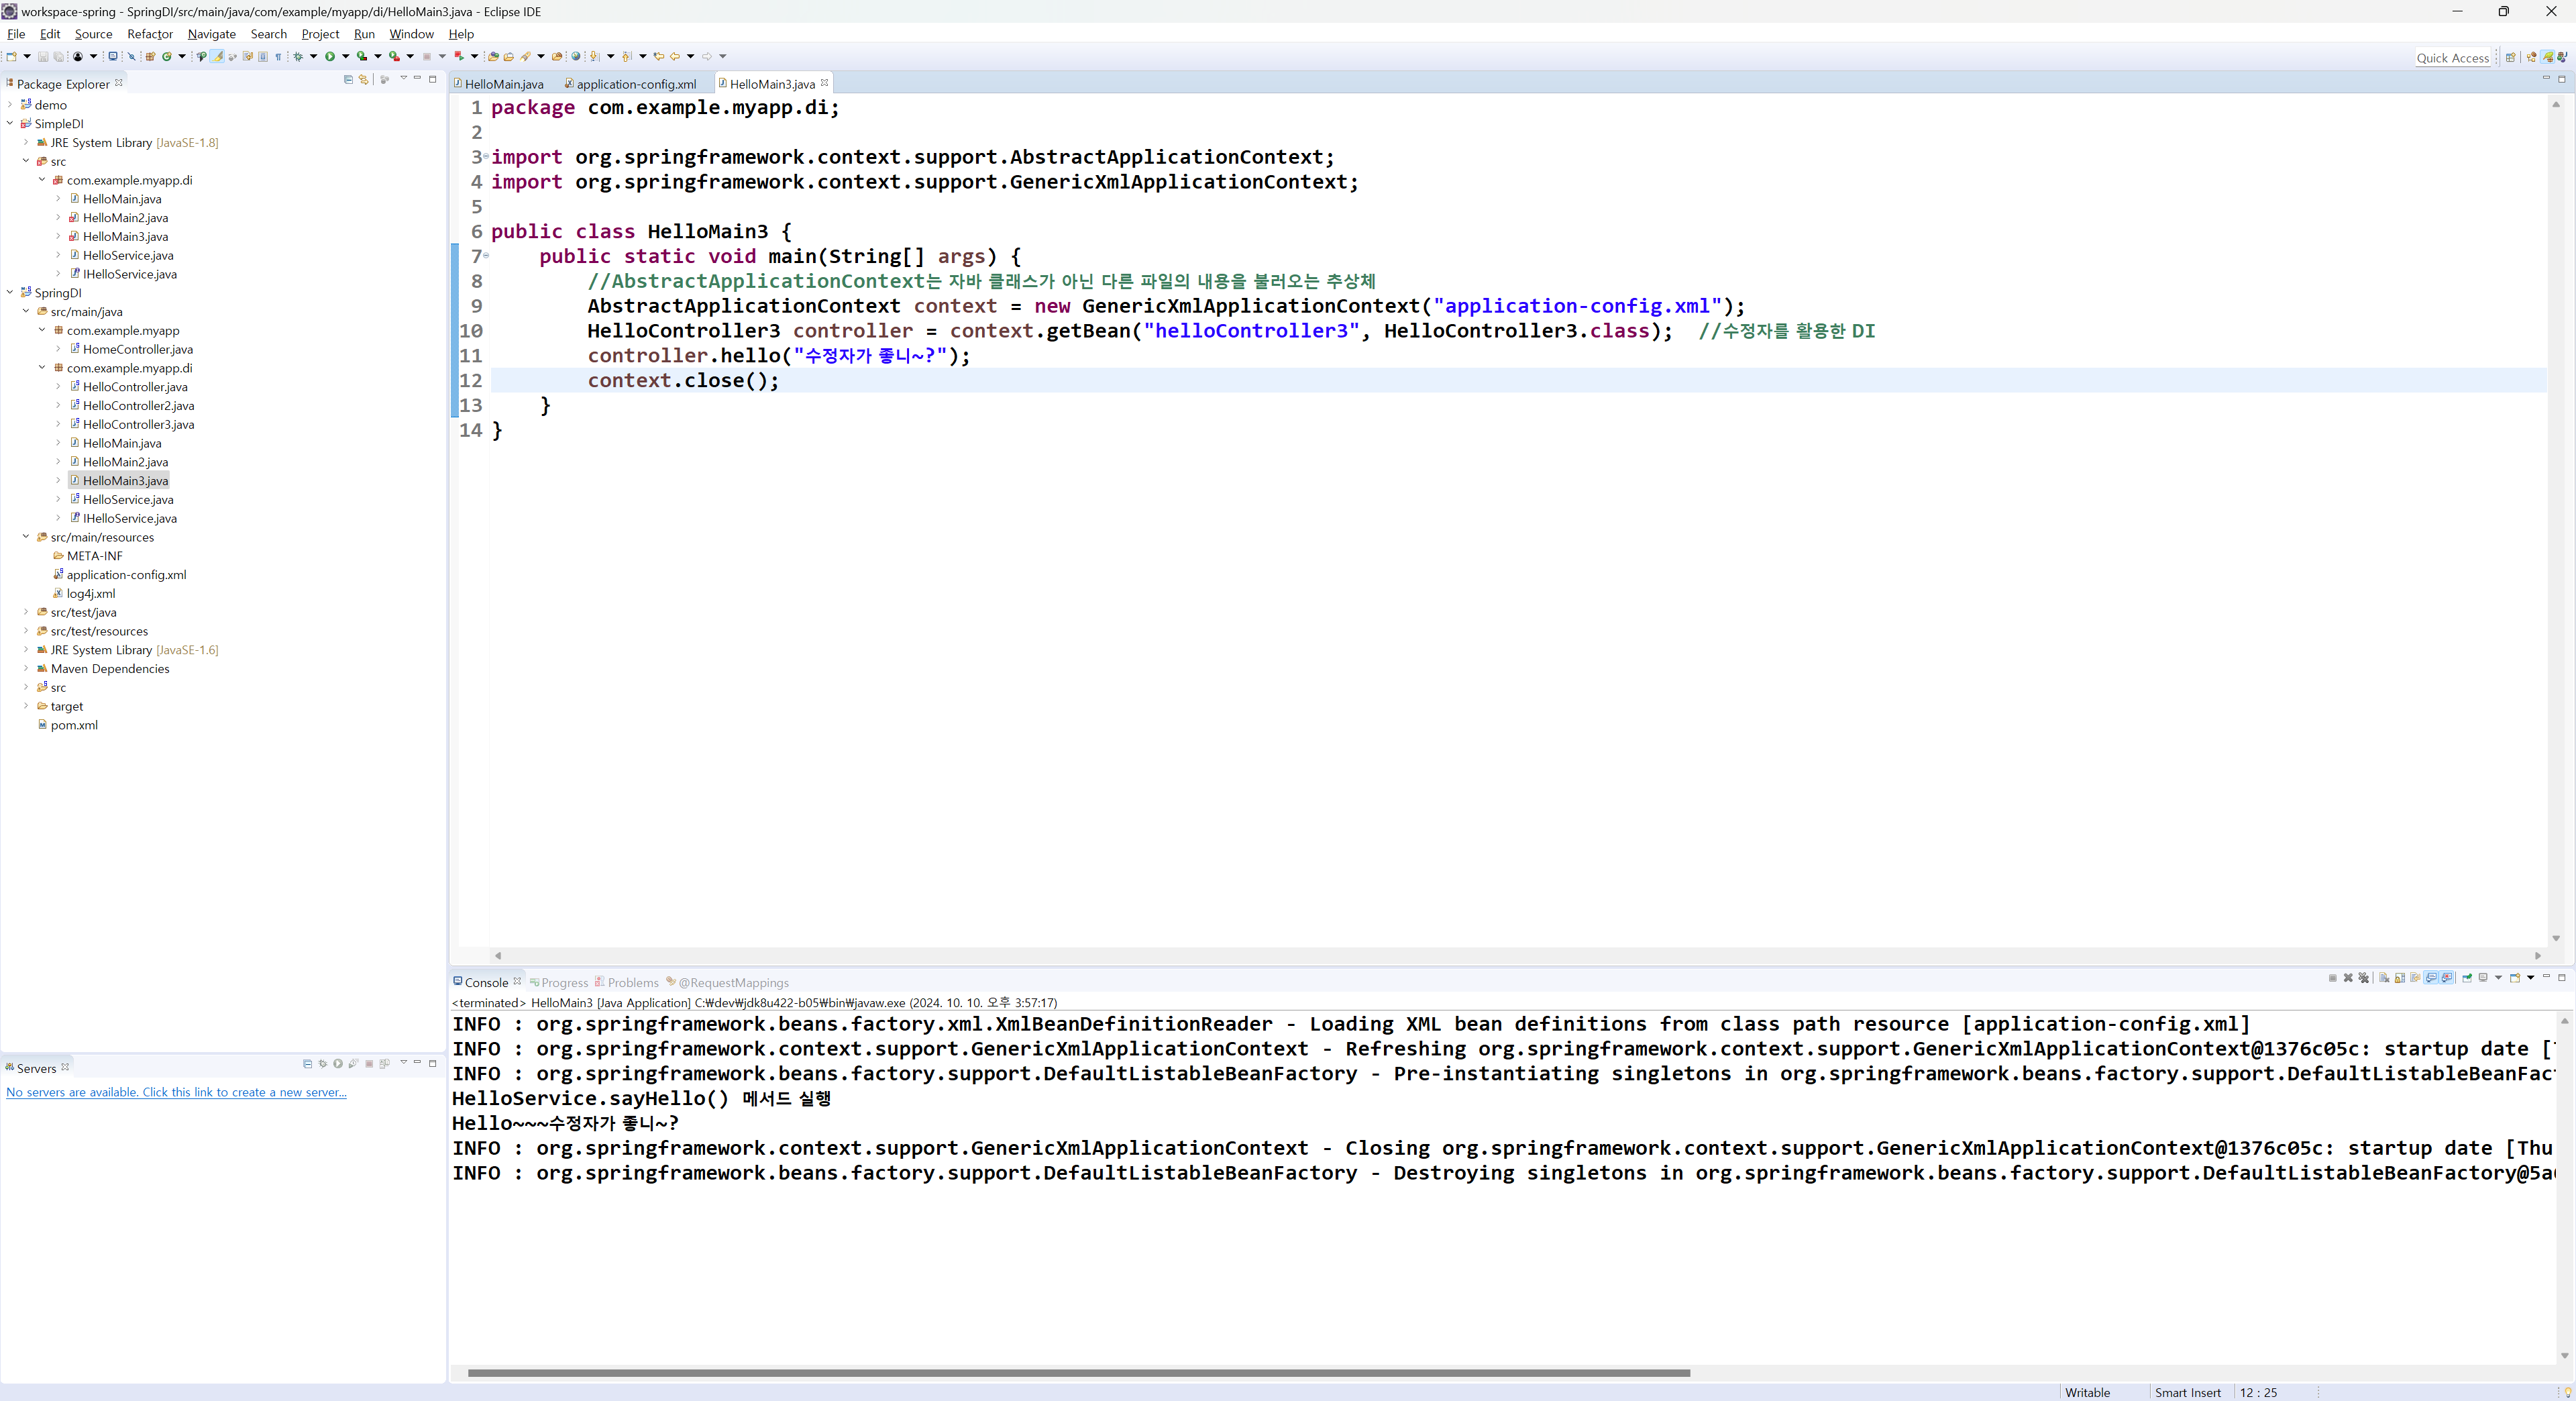 workspace-spring - SpringDI/src/main/java/com/example/myapp/di/HelloMain3.java - Eclipse IDE
File Edit Source Refactor Navigate Search Project Run Window Help
Quick Access
Package Explorer
demo
SimpleDI
JRE System Library [JavaSE-1.8]
src
com.example.myapp.di
HelloMain.java
HelloMain2.java
HelloMain3.java
HelloService.java
IHelloService.java
SpringDI
src/main/java
com.example.myapp
HomeController.java
com.example.myapp.di
HelloController.java
HelloController2.java
HelloController3.java
HelloMain.java
HelloMain2.java
HelloMain3.java
HelloService.java
IHelloService.java
src/main/resources
META-INF
application-config.xml
log4j.xml
src/test/java
src/test/resources
JRE System Library [JavaSE-1.6]
Maven Dependencies
src
target
pom.xml
Servers
No servers are available. Click this link to create a new server...
HelloMain.java application-config.xml HelloMain3.java
1 package com.example.myapp.di;
2
3 import org.springframework.context.support.AbstractApplicationContext;
4 import org.springframework.context.support.GenericXmlApplicationContext;
5
6 public class HelloMain3 {
7 public static void main(String[] args) {
8 //AbstractApplicationContext는 자바 클래스가 아닌 다른 파일의 내용을 불러오는 추상체
9 AbstractApplicationContext context = new GenericXmlApplicationContext("application-config.xml");
10 HelloController3 controller = context.getBean("helloController3", HelloController3.class); //수정자를 활용한 DI
11 controller.hello("수정자가 좋니~?");
12 context.close();
13 }
14 }
Console Progress Problems @RequestMappings
<terminated> HelloMain3 [Java Application] C:₩dev₩jdk8u422-b05₩bin₩javaw.exe (2024. 10. 10. 오후 3:57:17)
INFO : org.springframework.beans.factory.xml.XmlBeanDefinitionReader - Loading XML bean definitions from class path resource [application-config.xml]
INFO : org.springframework.context.support.GenericXmlApplicationContext - Refreshing org.springframework.context.support.GenericXmlApplicationContext@1376c05c: startup date [
INFO : org.springframework.beans.factory.support.DefaultListableBeanFactory - Pre-instantiating singletons in org.springframework.beans.factory.support.DefaultListableBeanFac
HelloService.sayHello() 메서드 실행
Hello~~~수정자가 좋니~?
INFO : org.springframework.context.support.GenericXmlApplicationContext - Closing org.springframework.context.support.GenericXmlApplicationContext@1376c05c: startup date [Thu
INFO : org.springframework.beans.factory.support.DefaultListableBeanFactory - Destroying singletons in org.springframework.beans.factory.support.DefaultListableBeanFactory@5a
Writable Smart Insert 12 : 25